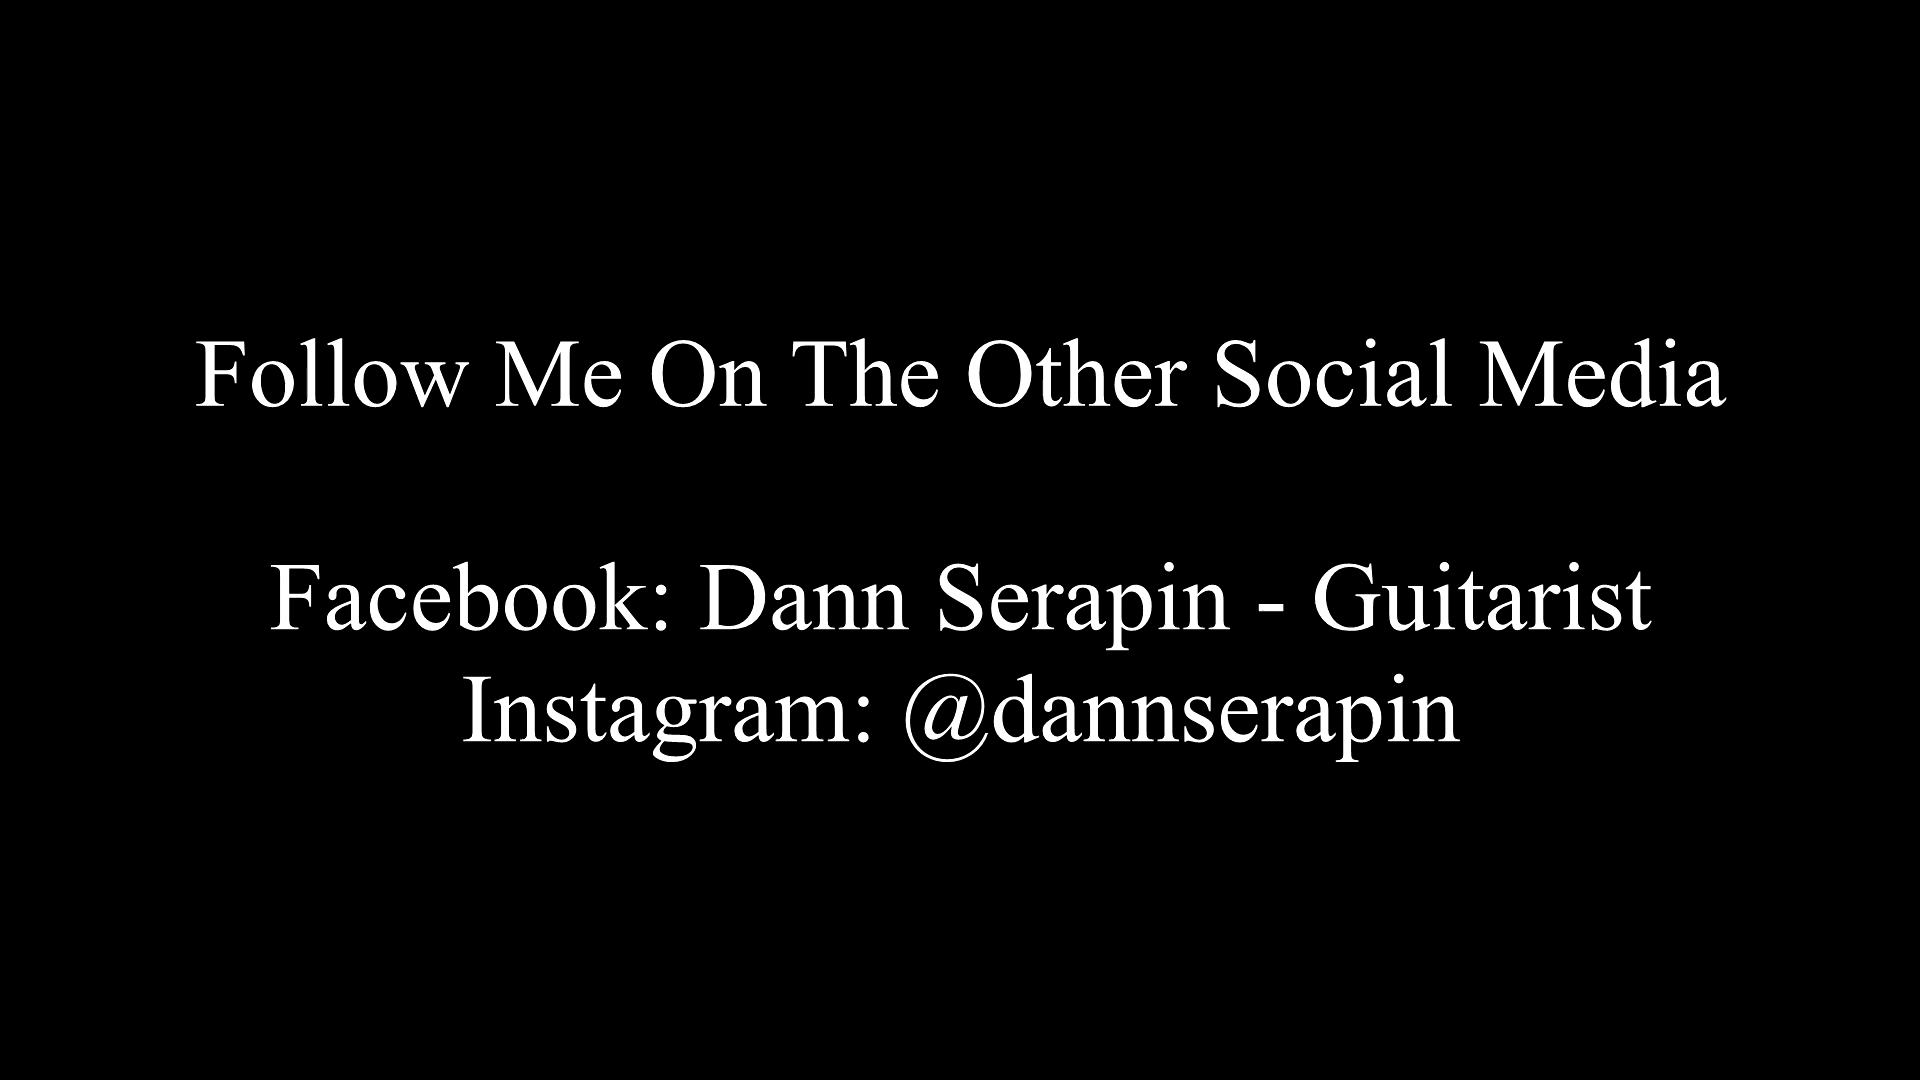 Follow Me On The Other Social Media
Facebook: Dann Serapin - Guitarist
Instagram: @dannserapin